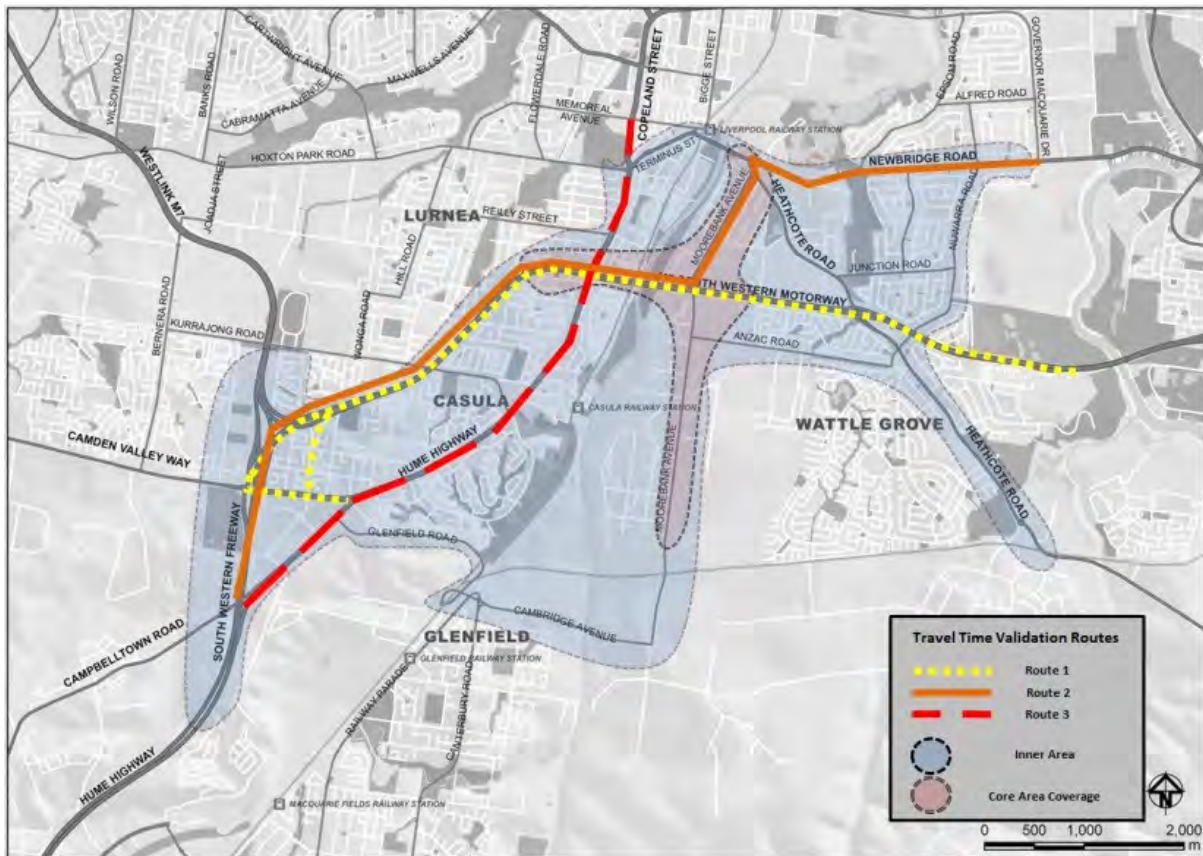 CARTWRIGHT AVENUE
MAXWELLS AVENUE
WILSON ROAD
BANKS ROAD
CABRAMATTA AVENUE
FLOWERDALE ROAD
MEMOREAL
AVENUE
COPELAND STREET
BIGGE STREET
EPSOM ROAD
GOVERNOR MACQUARIE DR
ALFRED ROAD
LIVERPOOL RAILWAY STATION
HOXTON PARK ROAD
TERMINUS ST
NEWBRIDGE ROAD
WESTLINK M7
JOADJA STREET
LURNEA
REILLY STREET
HILL ROAD
MOOREBANK AVENUE
HEATHCOTE ROAD
NUWARRA ROAD
JUNCTION ROAD
TH WESTERN MOTORWAY
BERNERA ROAD
KURRAJONG ROAD
WONGA ROAD
ANZAC ROAD
CASULA
CASULA RAILWAY STATION
WATTLE GROVE
HUME HIGHWAY
CAMDEN VALLEY WAY
HEATHCOTE ROAD
MOOREBANK AVENUE
GLENFIELD ROAD
SOUTH WESTERN FREEWAY
CAMPBELLTOWN ROAD
CAMBRIDGE AVENUE
GLENFIELD
GLENFIELD RAILWAY STATION
RAILWAY PARADE
CANTERBURY ROAD
HUME HIGHWAY
MACQUARIE FIELDS RAILWAY STATION
Travel Time Validation Routes
Route 1
Route 2
Route 3
Inner Area
Core Area Coverage
N
0 500 1,000 2,000
m